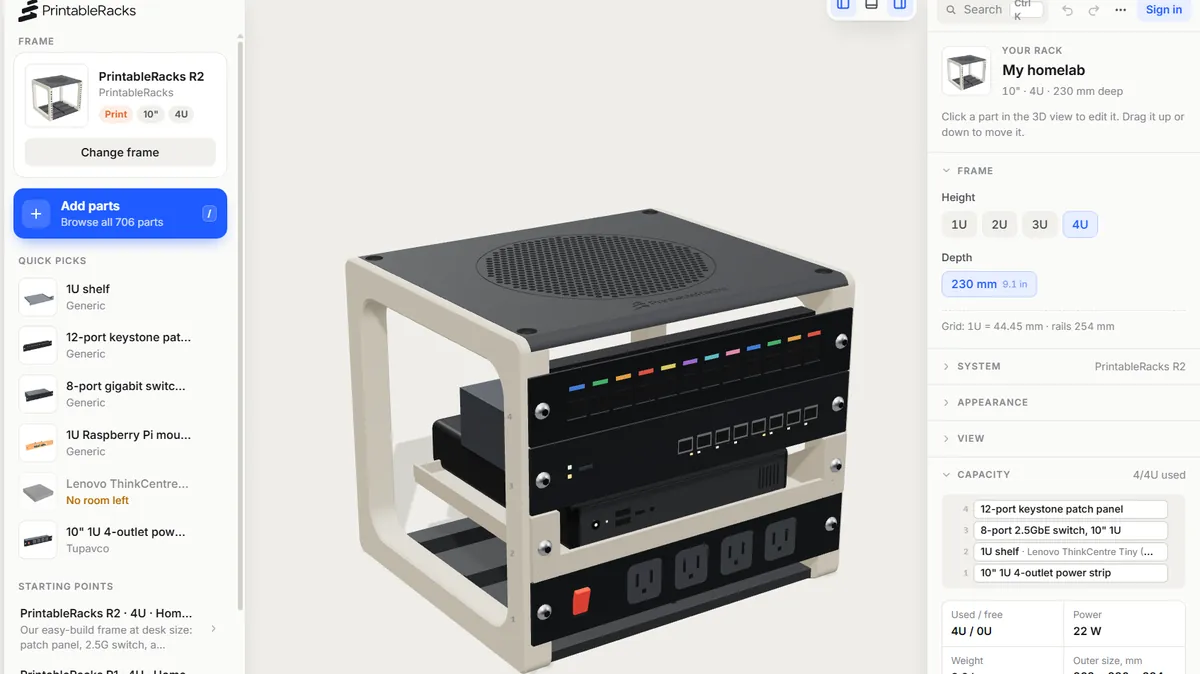 PrintableRacks
FRAME
PrintableRacks R2
PrintableRacks
Print 10" 4U
Change frame
Add parts
Browse all 706 parts
/
QUICK PICKS
1U shelf
Generic
12-port keystone pat...
Generic
8-port gigabit switc...
Generic
1U Raspberry Pi mou...
Generic
Lenovo ThinkCentre...
No room left
10" 1U 4-outlet pow...
Tupavco
STARTING POINTS
PrintableRacks R2 · 4U · Hom...
Our easy-build frame at desk size:
patch panel, 2.5G switch, a...
PrintableRacks
4
3
2
1
Search
Ctrl K
Sign in
YOUR RACK
My homelab
10" · 4U · 230 mm deep
Click a part in the 3D view to edit it. Drag it up or
down to move it.
FRAME
Height
1U 2U 3U 4U
Depth
230 mm 9.1 in
Grid: 1U = 44.45 mm · rails 254 mm
SYSTEM PrintableRacks R2
APPEARANCE
VIEW
CAPACITY 4/4U used
4 12-port keystone patch panel
3 8-port 2.5GbE switch, 10" 1U
2 1U shelf · Lenovo ThinkCentre Tiny (...
1 10" 1U 4-outlet power strip
Used / free
4U / 0U
Power
22 W
Weight
Outer size, mm